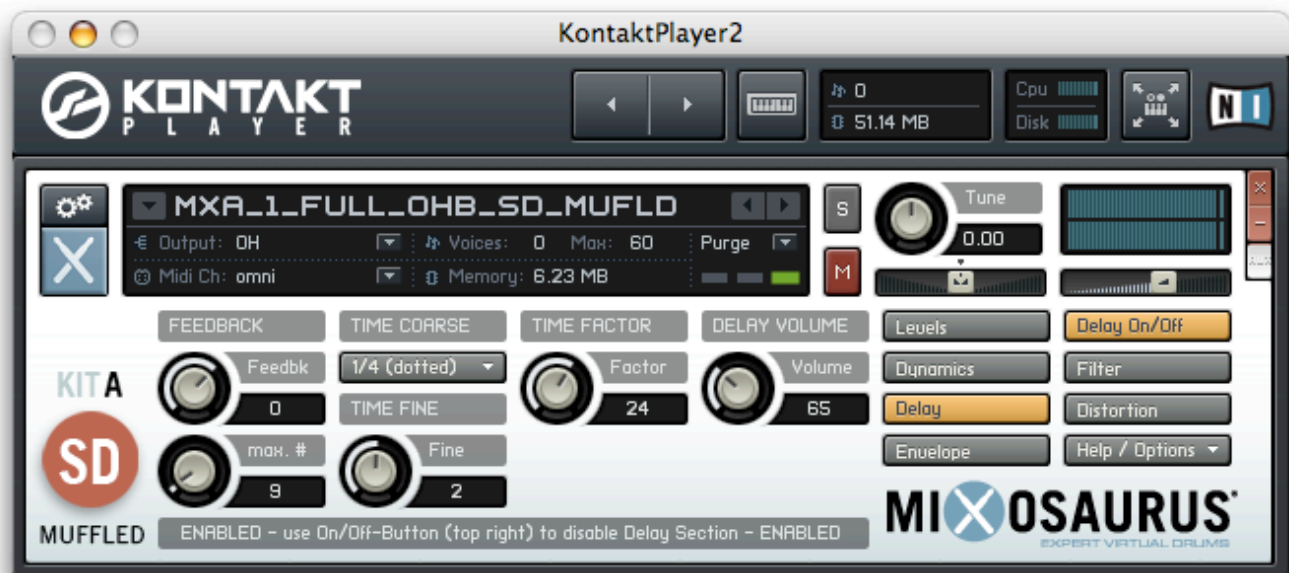 KontaktPlayer2
KONTAKT
PLAYER
0
51.14 MB
Cpu
Disk
NI
MXA_1_FULL_OHB_SD_MUFLD
Output: OH
Voices: 0 Max: 60
Purge
Midi Ch: omni
Memory: 6.23 MB
S
M
Tune
0.00
FEEDBACK
TIME COARSE
TIME FACTOR
DELAY VOLUME
Levels
Delay On/Off
Feedbk
0
1/4 (dotted)
Factor
24
Volume
65
Dynamics
Filter
KIT A
TIME FINE
Delay
Distortion
SD
max. #
9
Fine
2
Envelope
Help / Options
MUFFLED
ENABLED - use On/Off-Button (top right) to disable Delay Section - ENABLED
MIXOSAURUS
EXPERT VIRTUAL DRUMS